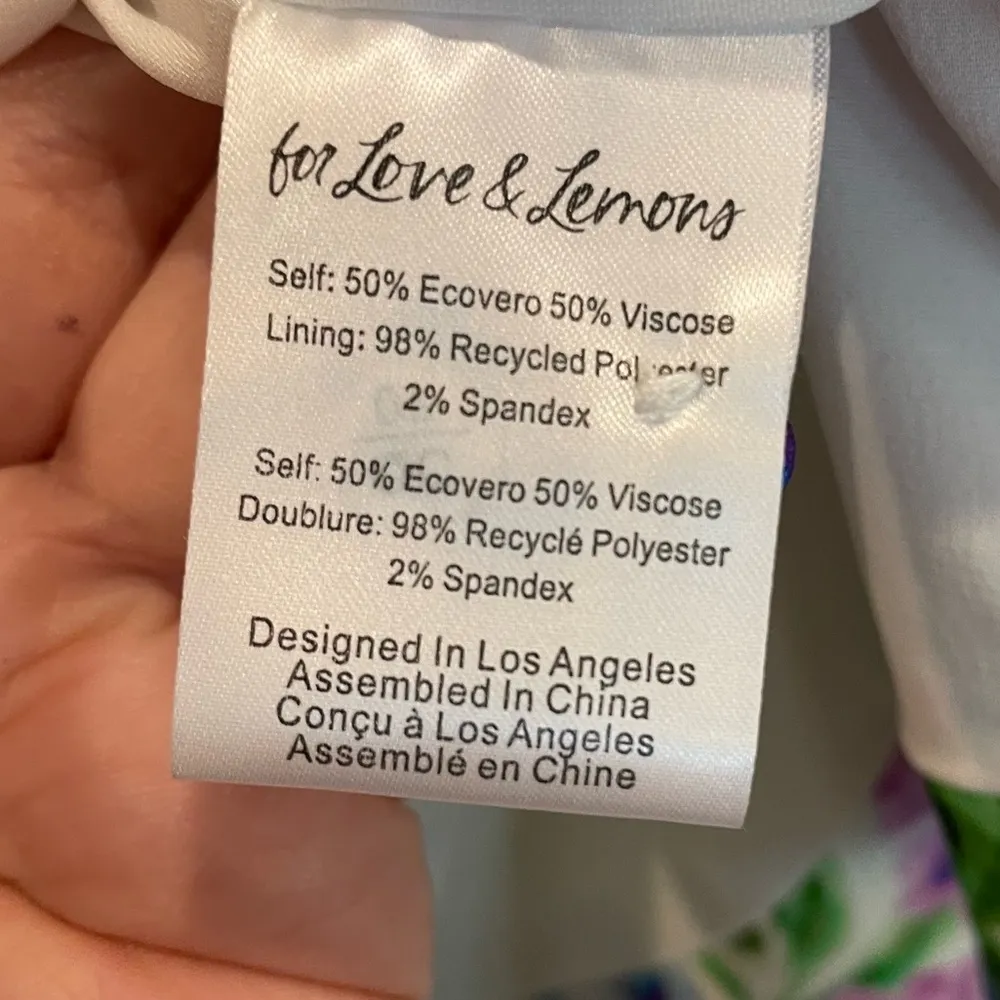 for Love & Lemons
Self: 50% Ecovero 50% Viscose
Lining: 98% Recycled Polyester
2% Spandex
Self: 50% Ecovero 50% Viscose
Doublure: 98% Recyclé Polyester
2% Spandex
Designed In Los Angeles
Assembled In China
Conçu à Los Angeles
Assemblé en Chine